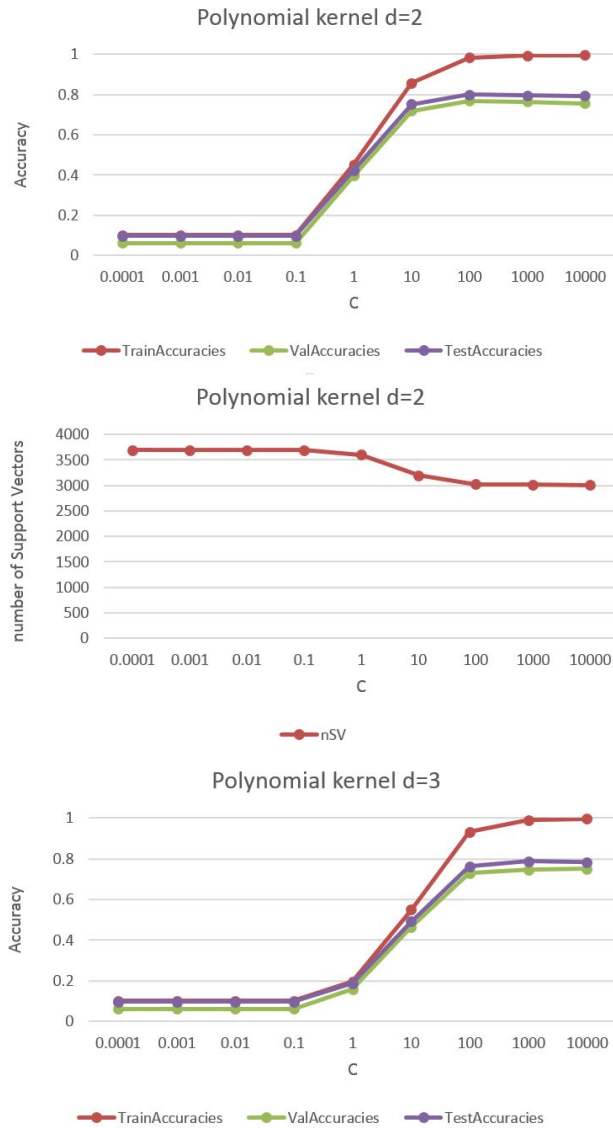 Polynomial kernel d=2
1
0.8
0.6
0.4
0.2
0
Accuracy
0.0001 0.001 0.01 0.1 1 10 100 1000 10000
C
TrainAccuracies ValAccuracies TestAccuracies
Polynomial kernel d=2
4000
3500
3000
2500
2000
1500
1000
500
0
number of Support Vectors
0.0001 0.001 0.01 0.1 1 10 100 1000 10000
C
nSV
Polynomial kernel d=3
1
0.8
0.6
0.4
0.2
0
Accuracy
0.0001 0.001 0.01 0.1 1 10 100 1000 10000
C
TrainAccuracies ValAccuracies TestAccuracies